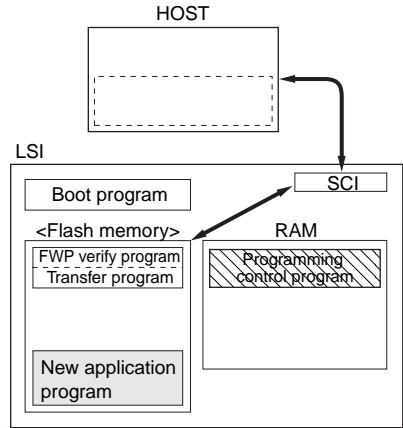 HOST
LSI
SCI
Boot program
<Flash memory>
RAM
FWP verify program
Transfer program
Programming
control program
New application
program